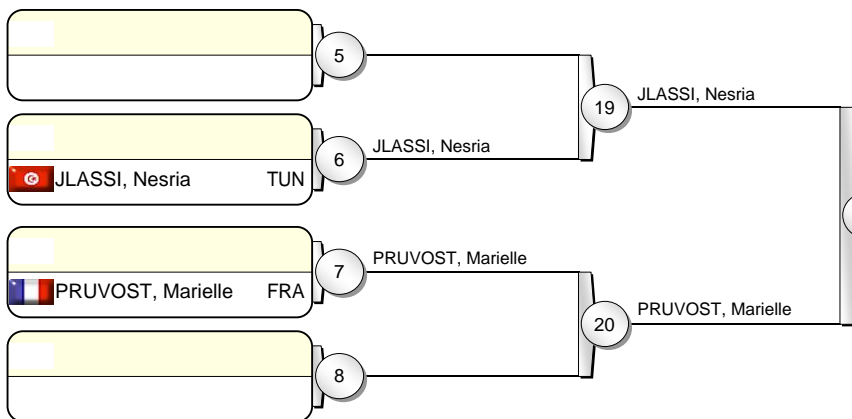 5
JLASSI, Nesria
19
JLASSI, Nesria
6
JLASSI, Nesria TUN
PRUVOST, Marielle
7
PRUVOST, Marielle FRA
PRUVOST, Marielle
20
8